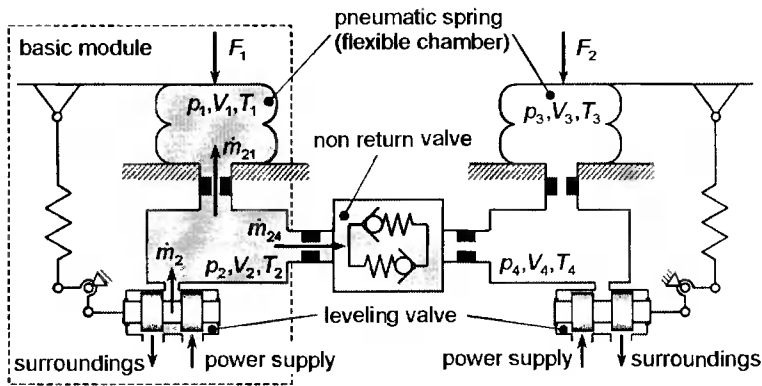 pneumatic spring
(flexible chamber)
basic module
F1
F2
p1,V1,T1
p3,V3,T3
non return valve
ṁ21
ṁ24
ṁ2
p2,V2,T2
p4,V4,T4
leveling valve
surroundings
power supply
power supply
surroundings